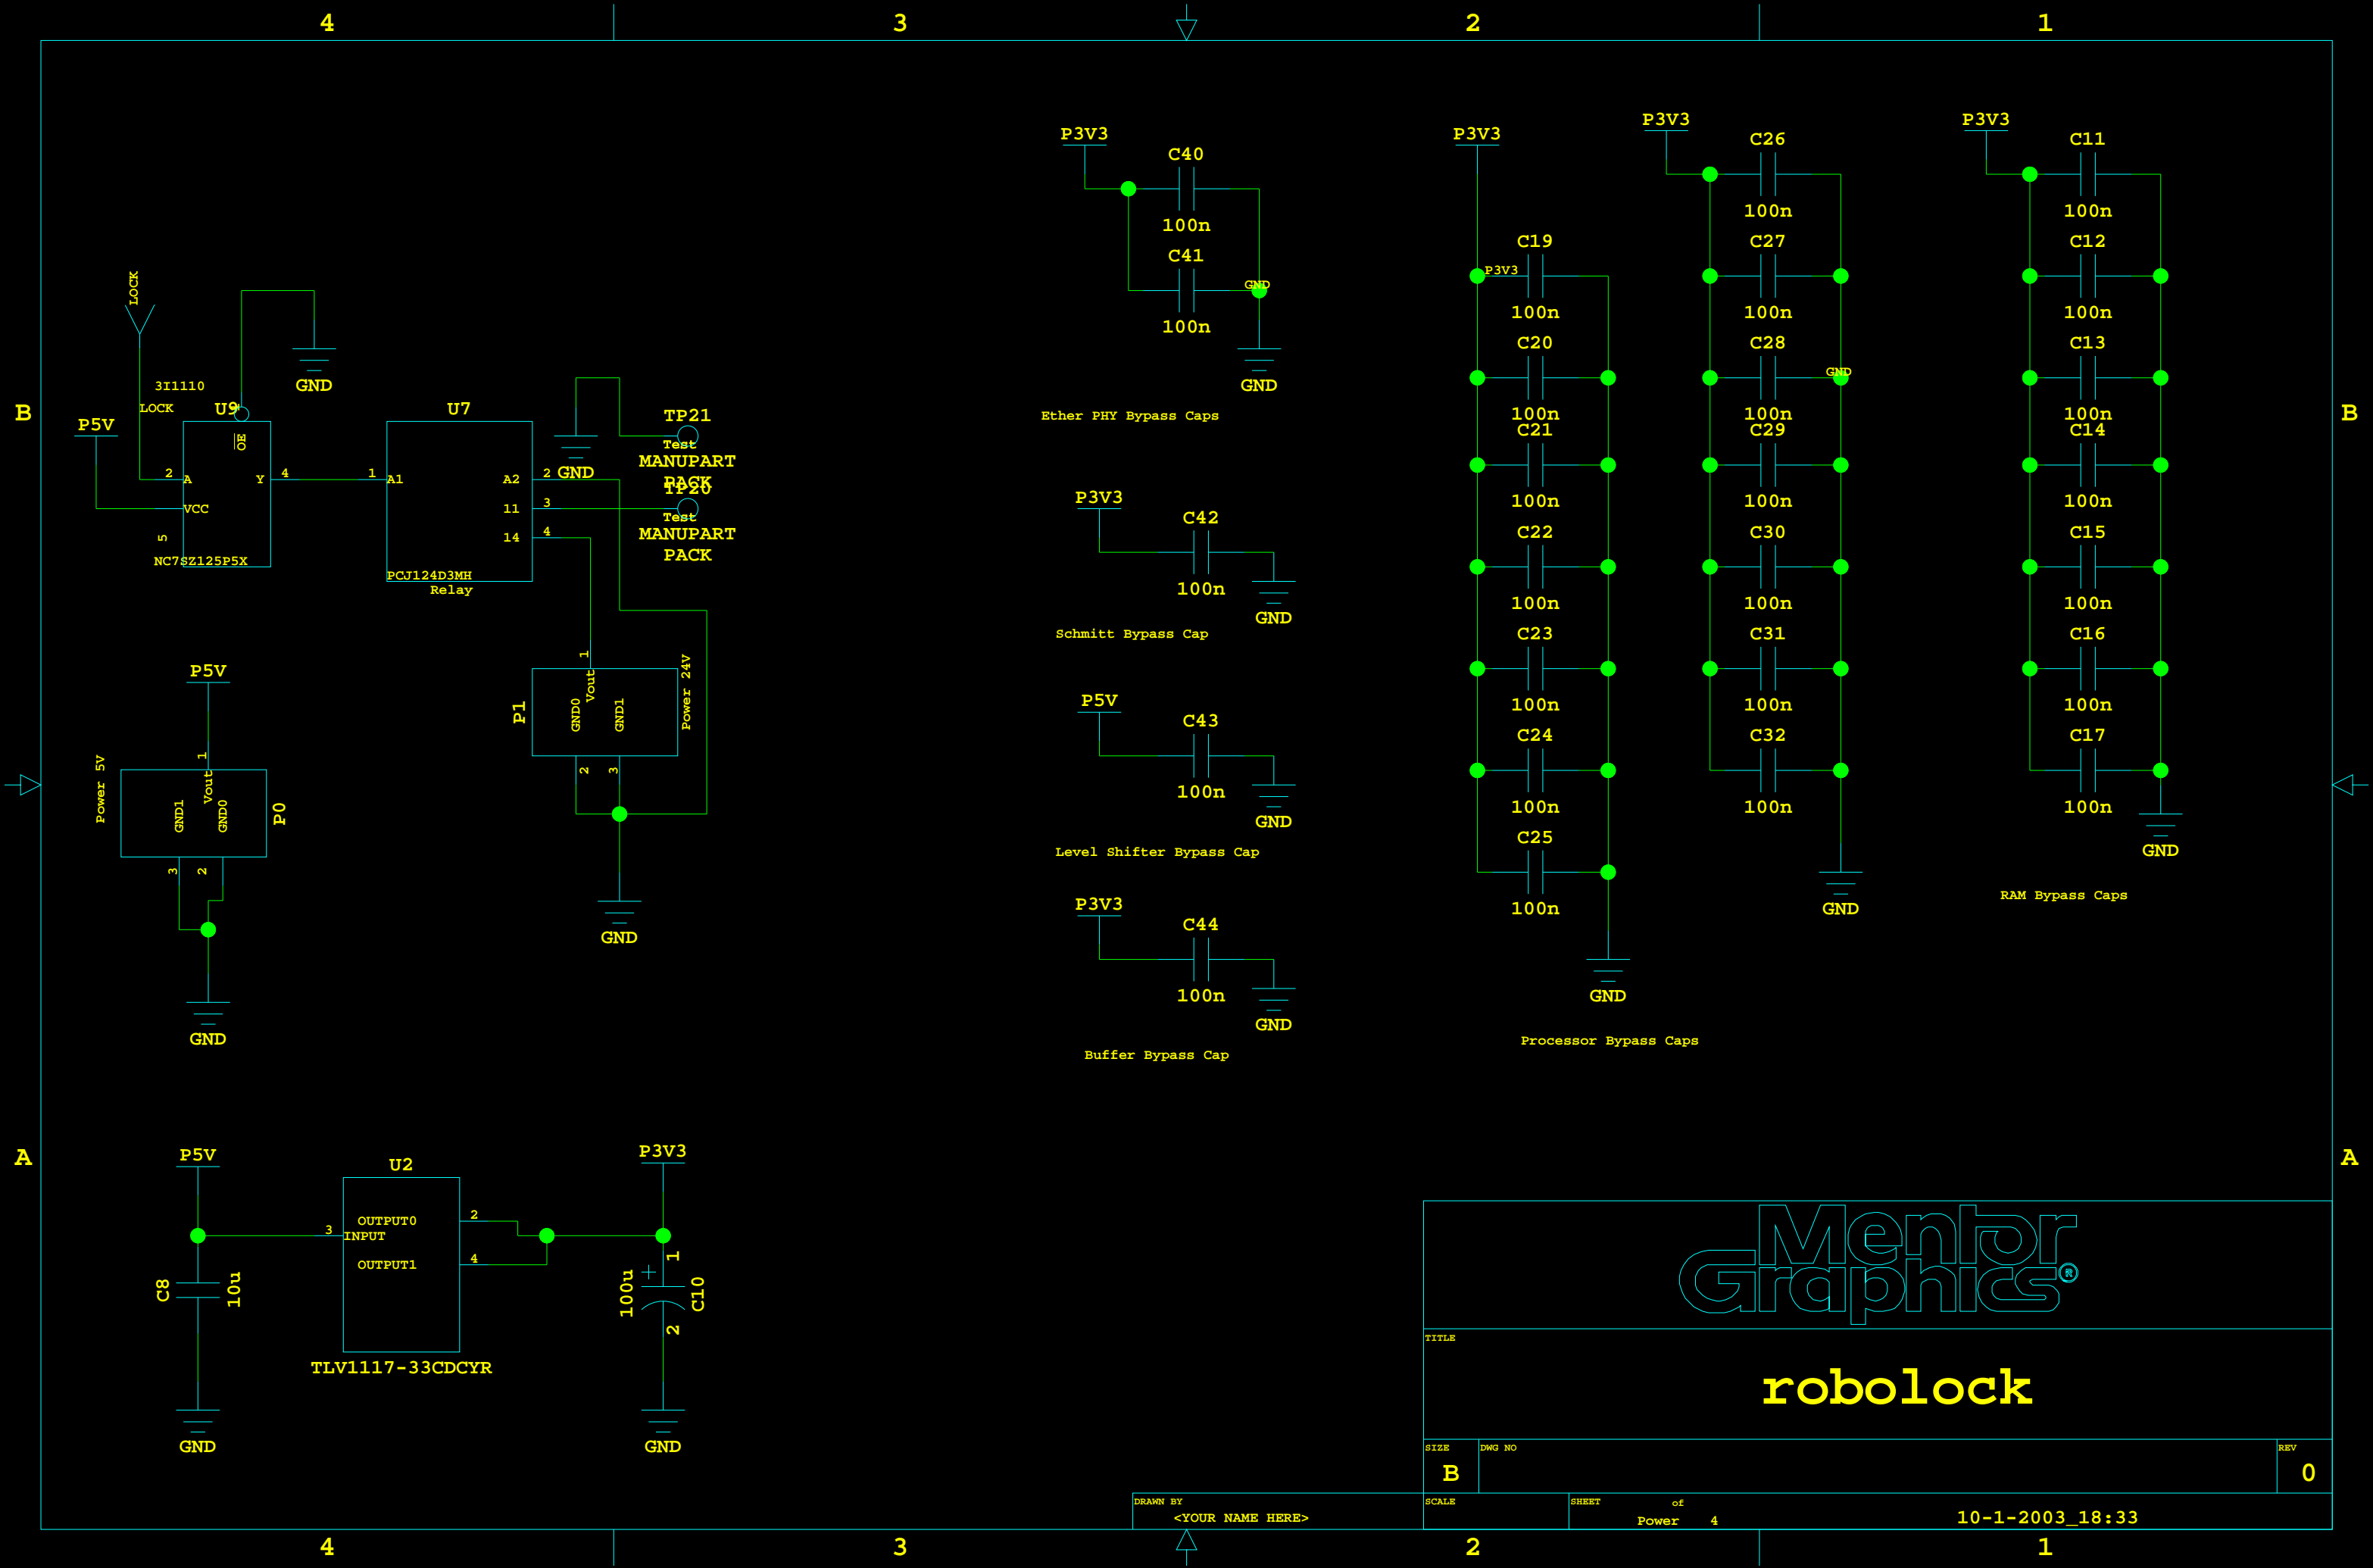 4 3 2 1
B
A
B
A
LOCK
3I1110
LOCK
U9
OE
GND
P5V
2 A
Y 4
VCC
5
NC7SZ125P5X
U7
1 A1
A2 2
11 3
14 4
PCJ124D3MH
Relay
GND
TP21
Test
MANUPART
PACK
TP20
Test
MANUPART
PACK
P1
1
Vout
GND0
GND1
Power 24V
2
3
GND
P5V
Power 5V
1
Vout
GND1
GND0
P0
3
2
GND
P5V
C8
10u
GND
U2
3
INPUT
OUTPUT0
2
OUTPUT1
4
TLV1117-33CDCYR
P3V3
1
100u
C10
2
GND
P3V3
C40
100n
C41
100n
GND
GND
Ether PHY Bypass Caps
P3V3
C42
100n
GND
Schmitt Bypass Cap
P5V
C43
100n
GND
Level Shifter Bypass Cap
P3V3
C44
100n
GND
Buffer Bypass Cap
P3V3
P3V3
C19
100n
C20
100n
C21
100n
C22
100n
C23
100n
C24
100n
C25
100n
GND
P3V3
C26
100n
C27
100n
C28
GND
100n
C29
100n
C30
100n
C31
100n
C32
100n
GND
Processor Bypass Caps
P3V3
C11
100n
C12
100n
C13
100n
C14
100n
C15
100n
C16
100n
C17
100n
GND
RAM Bypass Caps
Mentor
Graphics®
TITLE
robolock
SIZE
B
DWG NO
REV
0
DRAWN BY
<YOUR NAME HERE>
SCALE
SHEET of
Power 4
10-1-2003_18:33
4 3 2 1